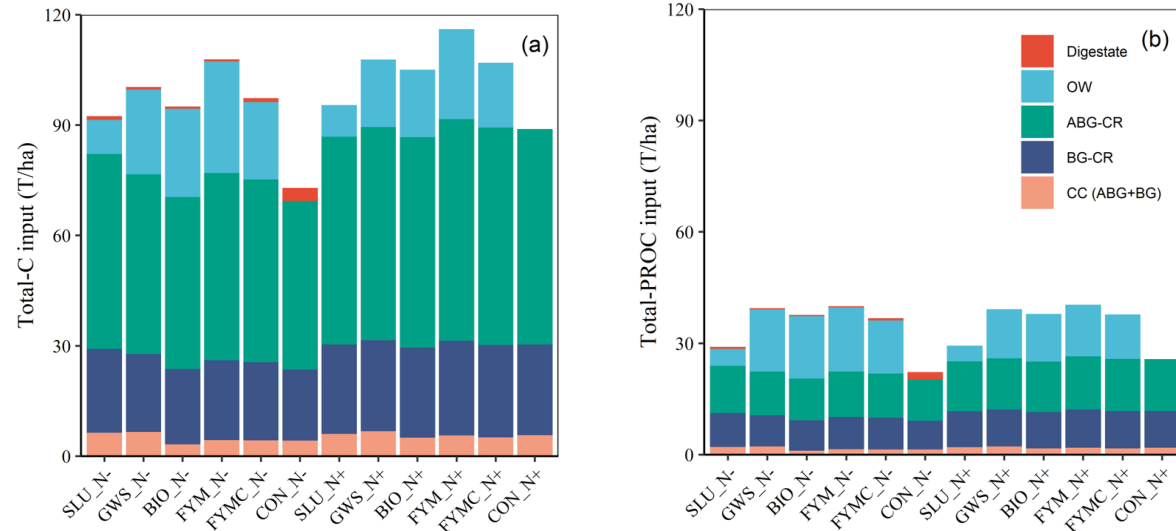 (a)
Total-C input (T/ha)
120
90
60
30
0
SLU_N-
GWS_N-
BIO_N-
FYM_N-
FYMC_N-
CON_N-
SLU_N+
GWS_N+
BIO_N+
FYM_N+
FYMC_N+
CON_N+
(b)
Total-PROC input (T/ha)
120
90
60
30
0
Digestate
OW
ABG-CR
BG-CR
CC (ABG+BG)
SLU_N-
GWS_N-
BIO_N-
FYM_N-
FYMC_N-
CON_N-
SLU_N+
GWS_N+
BIO_N+
FYM_N+
FYMC_N+
CON_N+